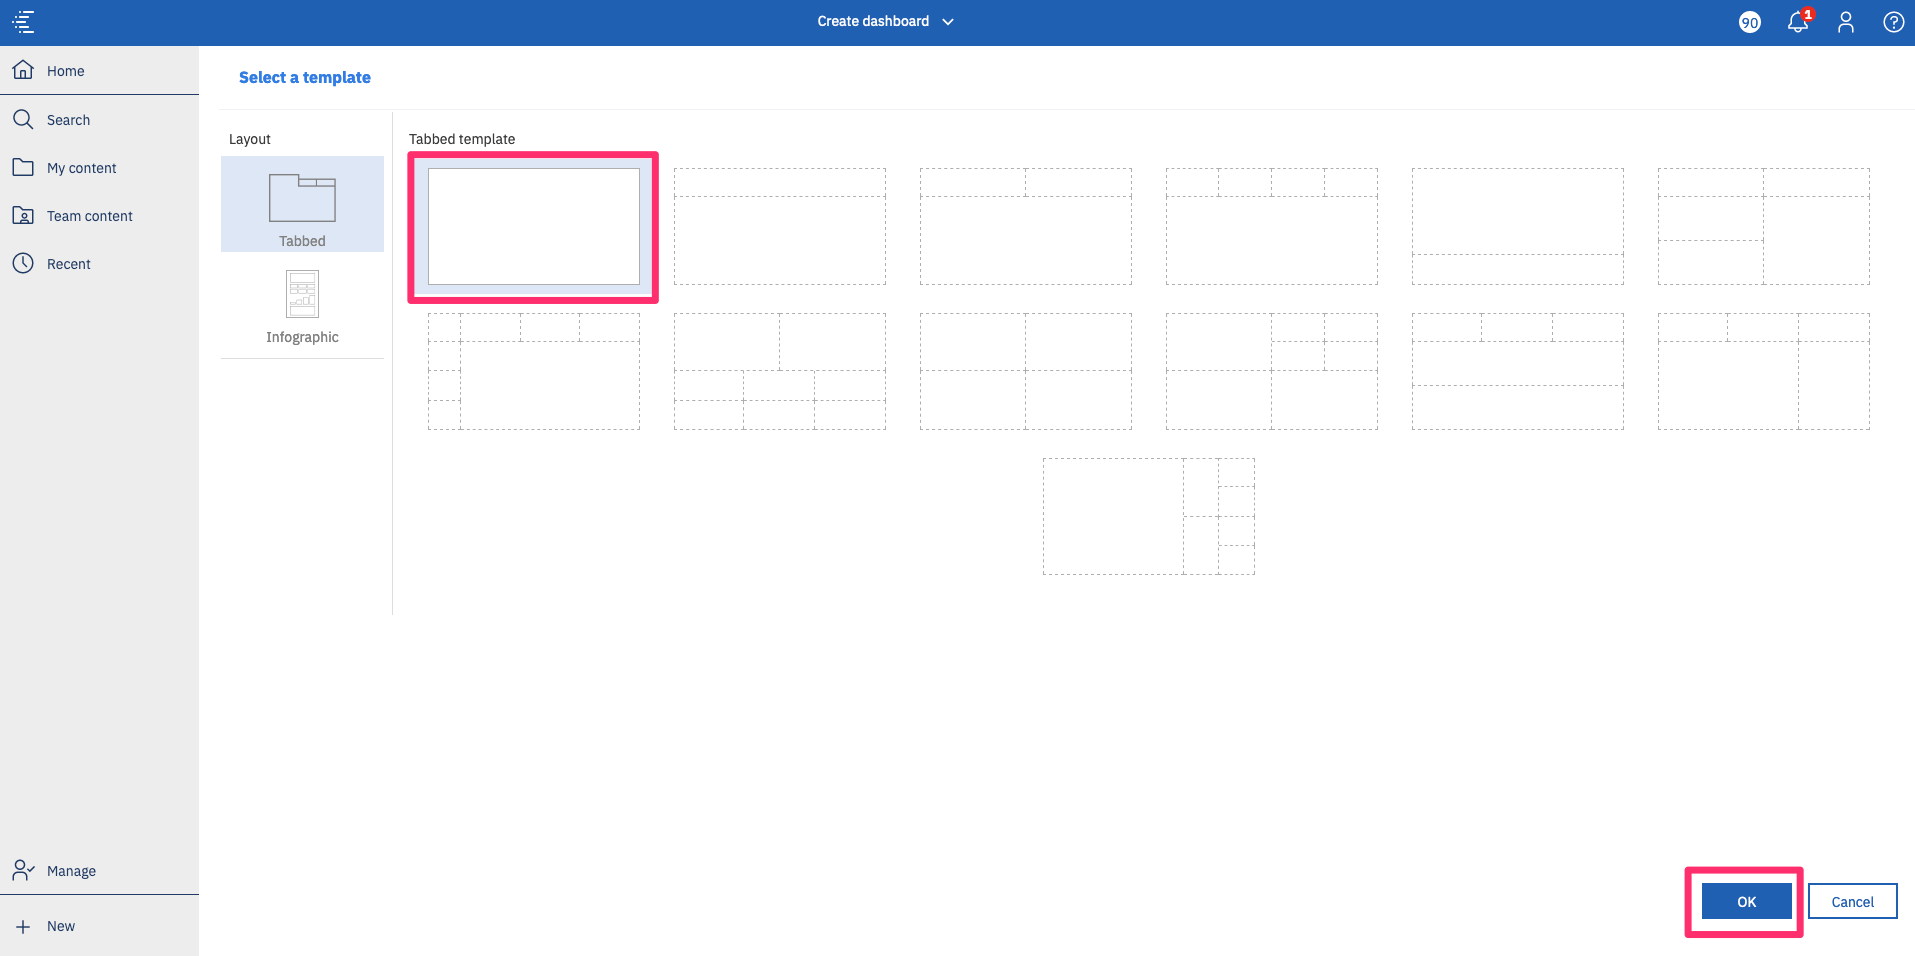 Create dashboard
90
1
Home
Search
My content
Team content
Recent
Manage
New
Select a template
Layout
Tabbed
Infographic
Tabbed template
OK
Cancel